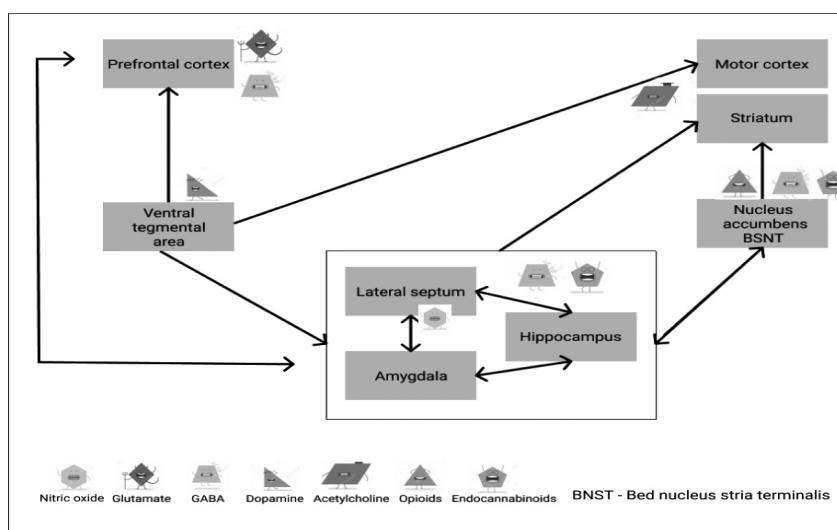 Prefrontal cortex
Motor cortex
Striatum
Ventral
tegmental
area
Nucleus
accumbens
BSNT
Lateral septum
Hippocampus
Amygdala
Nitric oxide Glutamate GABA Dopamine Acetylcholine Opioids Endocannabinoids BNST - Bed nucleus stria terminalis